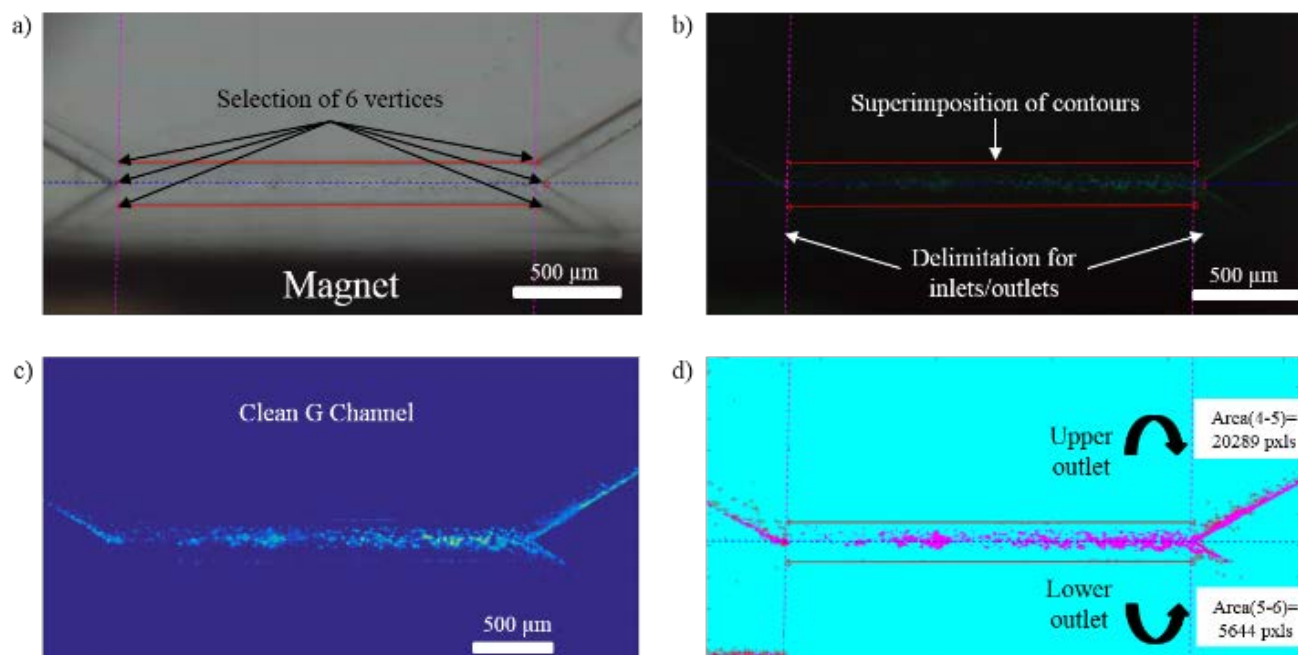 a)
Selection of 6 vertices
Magnet
500 μm
b)
Superimposition of contours
Delimitation for
inlets/outlets
500 μm
c)
Clean G Channel
500 μm
d)
Upper
outlet
Area(4-5)=
20289 pxls
Lower
outlet
Area(5-6)=
5644 pxls